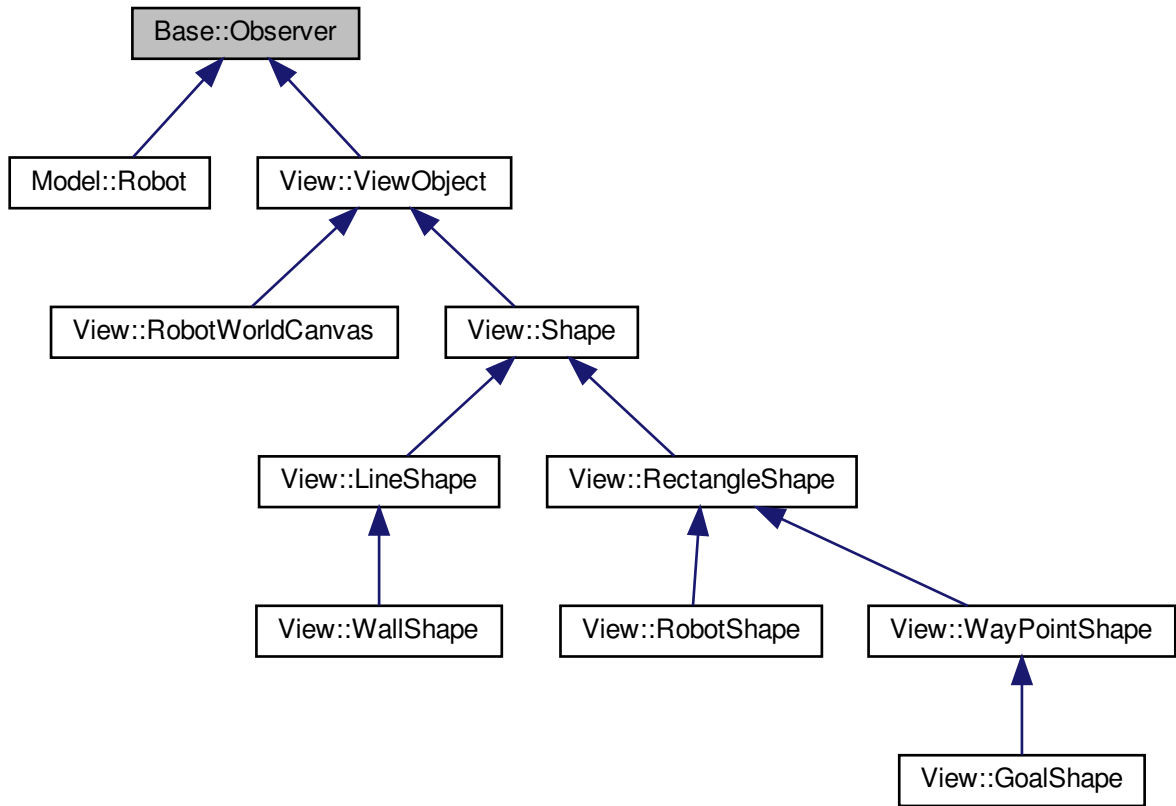 Base::Observer
Model::Robot
View::ViewObject
View::RobotWorldCanvas
View::Shape
View::LineShape
View::RectangleShape
View::WallShape
View::RobotShape
View::WayPointShape
View::GoalShape